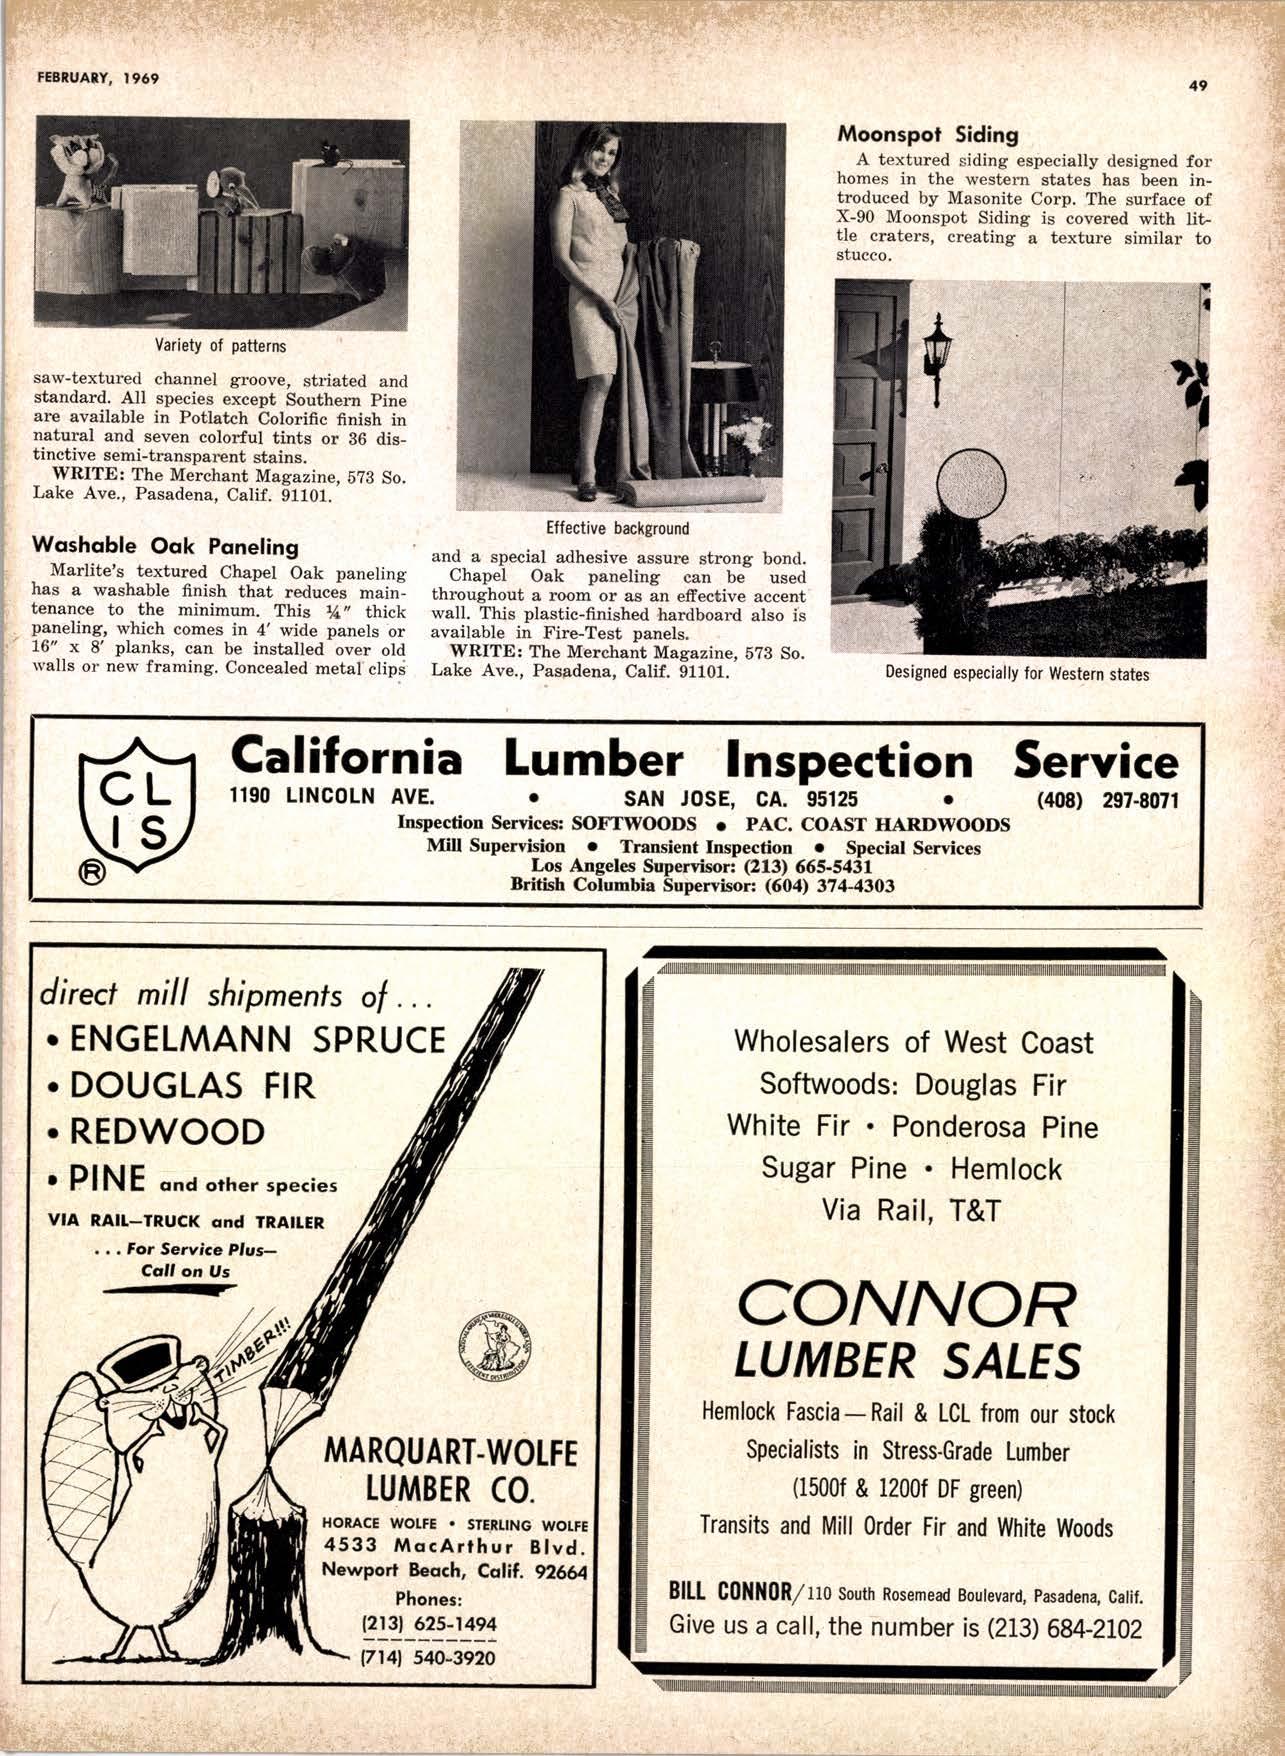 FEBRUARY, 1969
49
Variety of patterns
saw-textured channel groove, striated and
standard. All species except Southern Pine
are available in Potlatch Colorific finish in
natural and seven colorful tints or 36 dis-
tinctive semi-transparent stains.
WRITE: The Merchant Magazine, 573 So.
Lake Ave., Pasadena, Calif. 91101.
Washable Oak Paneling
Marlite's textured Chapel Oak paneling
has a washable finish that reduces main-
tenance to the minimum. This ¼" thick
paneling, which comes in 4' wide panels or
16" x 8' planks, can be installed over old
walls or new framing. Concealed metal clips
Effective background
and a special adhesive assure strong bond.
Chapel Oak paneling can be used
throughout a room or as an effective accent
wall. This plastic-finished hardboard also is
available in Fire-Test panels.
WRITE: The Merchant Magazine, 573 So.
Lake Ave., Pasadena, Calif. 91101.
Moonspot Siding
A textured siding especially designed for
homes in the western states has been in-
troduced by Masonite Corp. The surface of
X-90 Moonspot Siding is covered with lit-
tle craters, creating a texture similar to
stucco.
Designed especially for Western states
CL
IS
®
California Lumber Inspection Service
1190 LINCOLN AVE. • SAN JOSE, CA. 95125 • (408) 297-8071
Inspection Services: SOFTWOODS • PAC. COAST HARDWOODS
Mill Supervision • Transient Inspection • Special Services
Los Angeles Supervisor: (213) 665-5431
British Columbia Supervisor: (604) 374-4303
direct mill shipments of . . .
• ENGELMANN SPRUCE
• DOUGLAS FIR
• REDWOOD
• PINE and other species
VIA RAIL—TRUCK and TRAILER
. . . For Service Plus—
Call on Us
TIMBER!!!
MARQUART-WOLFE
LUMBER CO.
HORACE WOLFE • STERLING WOLFE
4533 MacArthur Blvd.
Newport Beach, Calif. 92664
Phones:
(213) 625-1494
(714) 540-3920
Wholesalers of West Coast
Softwoods: Douglas Fir
White Fir • Ponderosa Pine
Sugar Pine • Hemlock
Via Rail, T&T
CONNOR
LUMBER SALES
Hemlock Fascia — Rail & LCL from our stock
Specialists in Stress-Grade Lumber
(1500f & 1200f DF green)
Transits and Mill Order Fir and White Woods
BILL CONNOR/110 South Rosemead Boulevard, Pasadena, Calif.
Give us a call, the number is (213) 684-2102